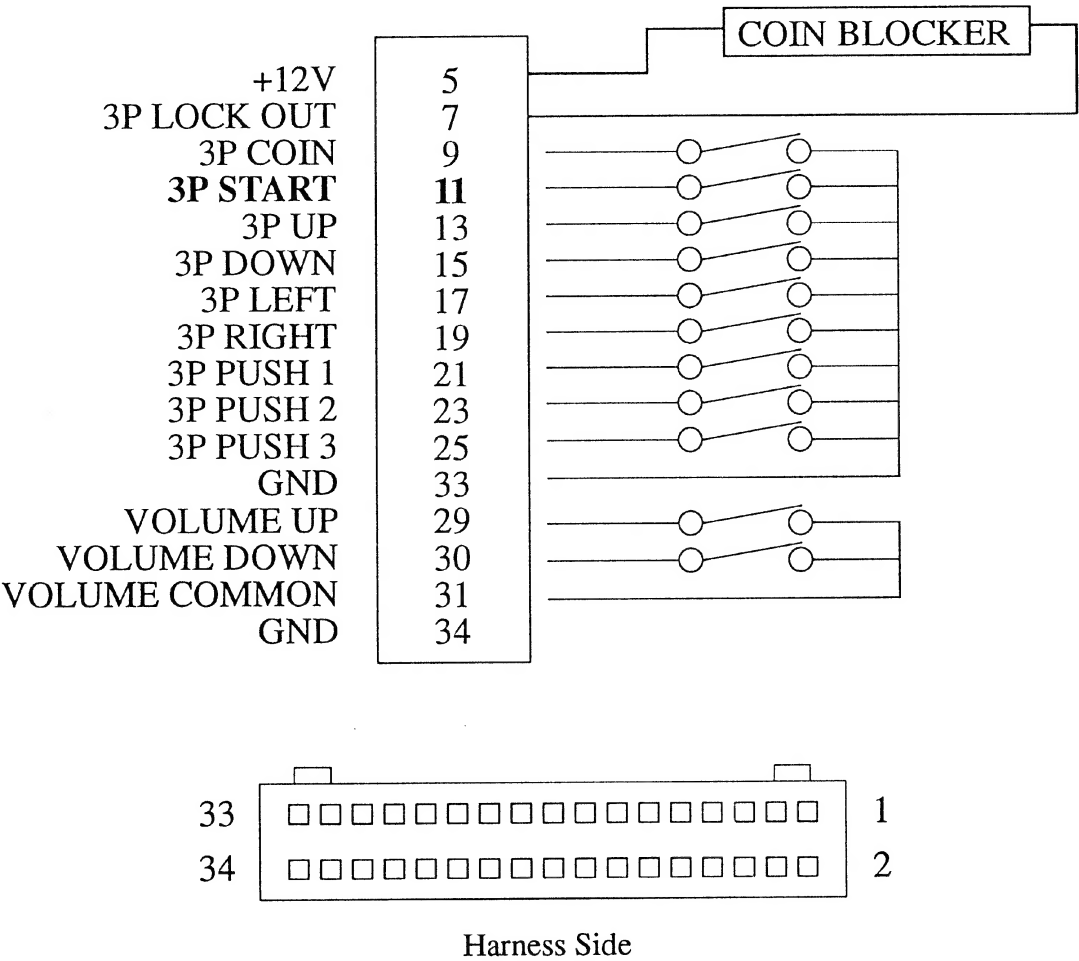 COIN BLOCKER
+12V 5
3P LOCK OUT 7
3P COIN 9
3P START 11
3P UP 13
3P DOWN 15
3P LEFT 17
3P RIGHT 19
3P PUSH 1 21
3P PUSH 2 23
3P PUSH 3 25
GND 33
VOLUME UP 29
VOLUME DOWN 30
VOLUME COMMON 31
GND 34
33 1
34 2
Harness Side